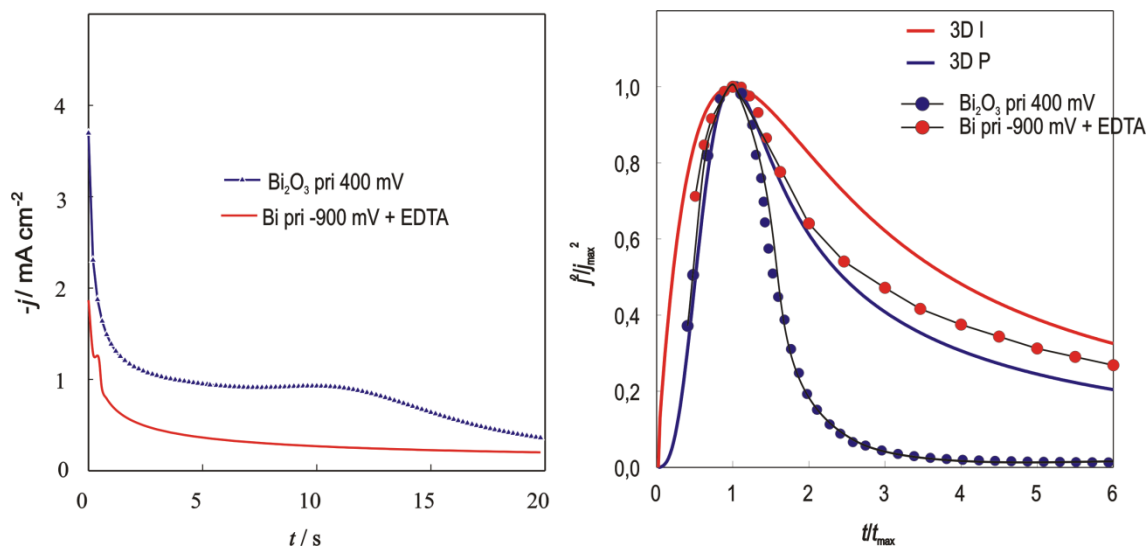 4
3
2
1
0
-j / mA cm⁻²
Bi₂O₃ pri 400 mV
Bi pri -900 mV + EDTA
0
5
10
15
20
t / s
1,0
0,8
0,6
0,4
0,2
0,0
j²/jₘₐₓ²
3D I
3D P
Bi₂O₃ pri 400 mV
Bi pri -900 mV + EDTA
0
1
2
3
4
5
6
t/tₘₐₓ